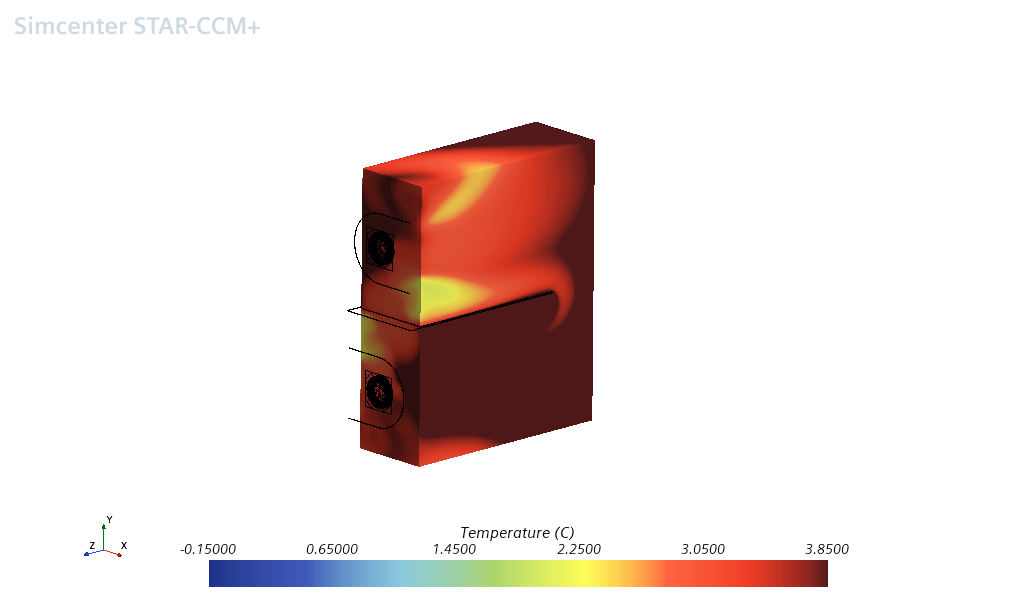 Simcenter STAR-CCM+
Y
Z X
Temperature (C)
-0.15000 0.65000 1.4500 2.2500 3.0500 3.8500